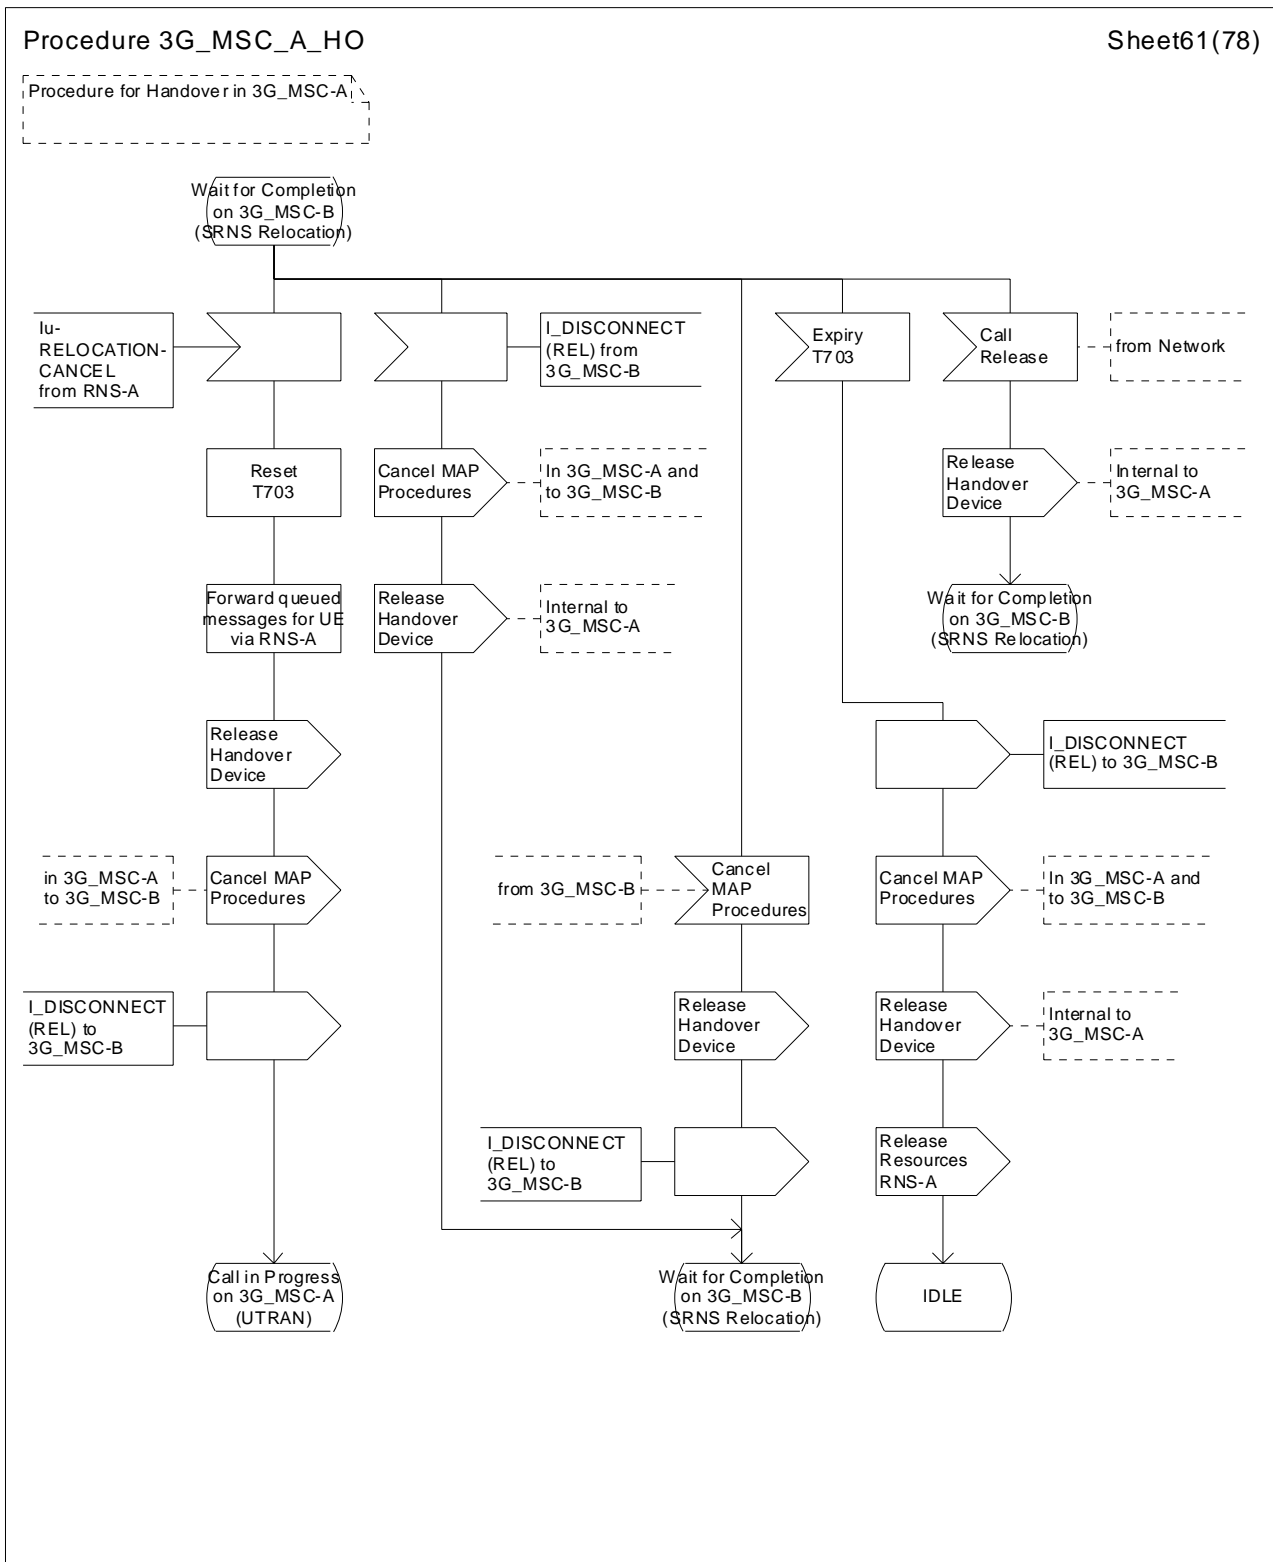 Procedure 3G_MSC_A_HO
Sheet61(78)
Procedure for Handover in 3G_MSC-A
Wait for Completion
on 3G_MSC-B
(SRNS Relocation)
Iu-
RELOCATION-
CANCEL
from RNS-A
I_DISCONNECT
(REL) from
3G_MSC-B
Expiry
T703
Call
Release
from Network
Reset
T703
Cancel MAP
Procedures
In 3G_MSC-A and
to 3G_MSC-B
Release
Handover
Device
Internal to
3G_MSC-A
Forward queued
messages for UE
via RNS-A
Release
Handover
Device
Internal to
3G_MSC-A
Wait for Completion
on 3G_MSC-B
(SRNS Relocation)
Release
Handover
Device
I_DISCONNECT
(REL) to 3G_MSC-B
in 3G_MSC-A
to 3G_MSC-B
Cancel MAP
Procedures
from 3G_MSC-B
Cancel
MAP
Procedures
Cancel MAP
Procedures
In 3G_MSC-A and
to 3G_MSC-B
I_DISCONNECT
(REL) to
3G_MSC-B
Release
Handover
Device
Release
Handover
Device
Internal to
3G_MSC-A
I_DISCONNECT
(REL) to
3G_MSC-B
Release
Resources
RNS-A
Call in Progress
on 3G_MSC-A
(UTRAN)
Wait for Completion
on 3G_MSC-B
(SRNS Relocation)
IDLE